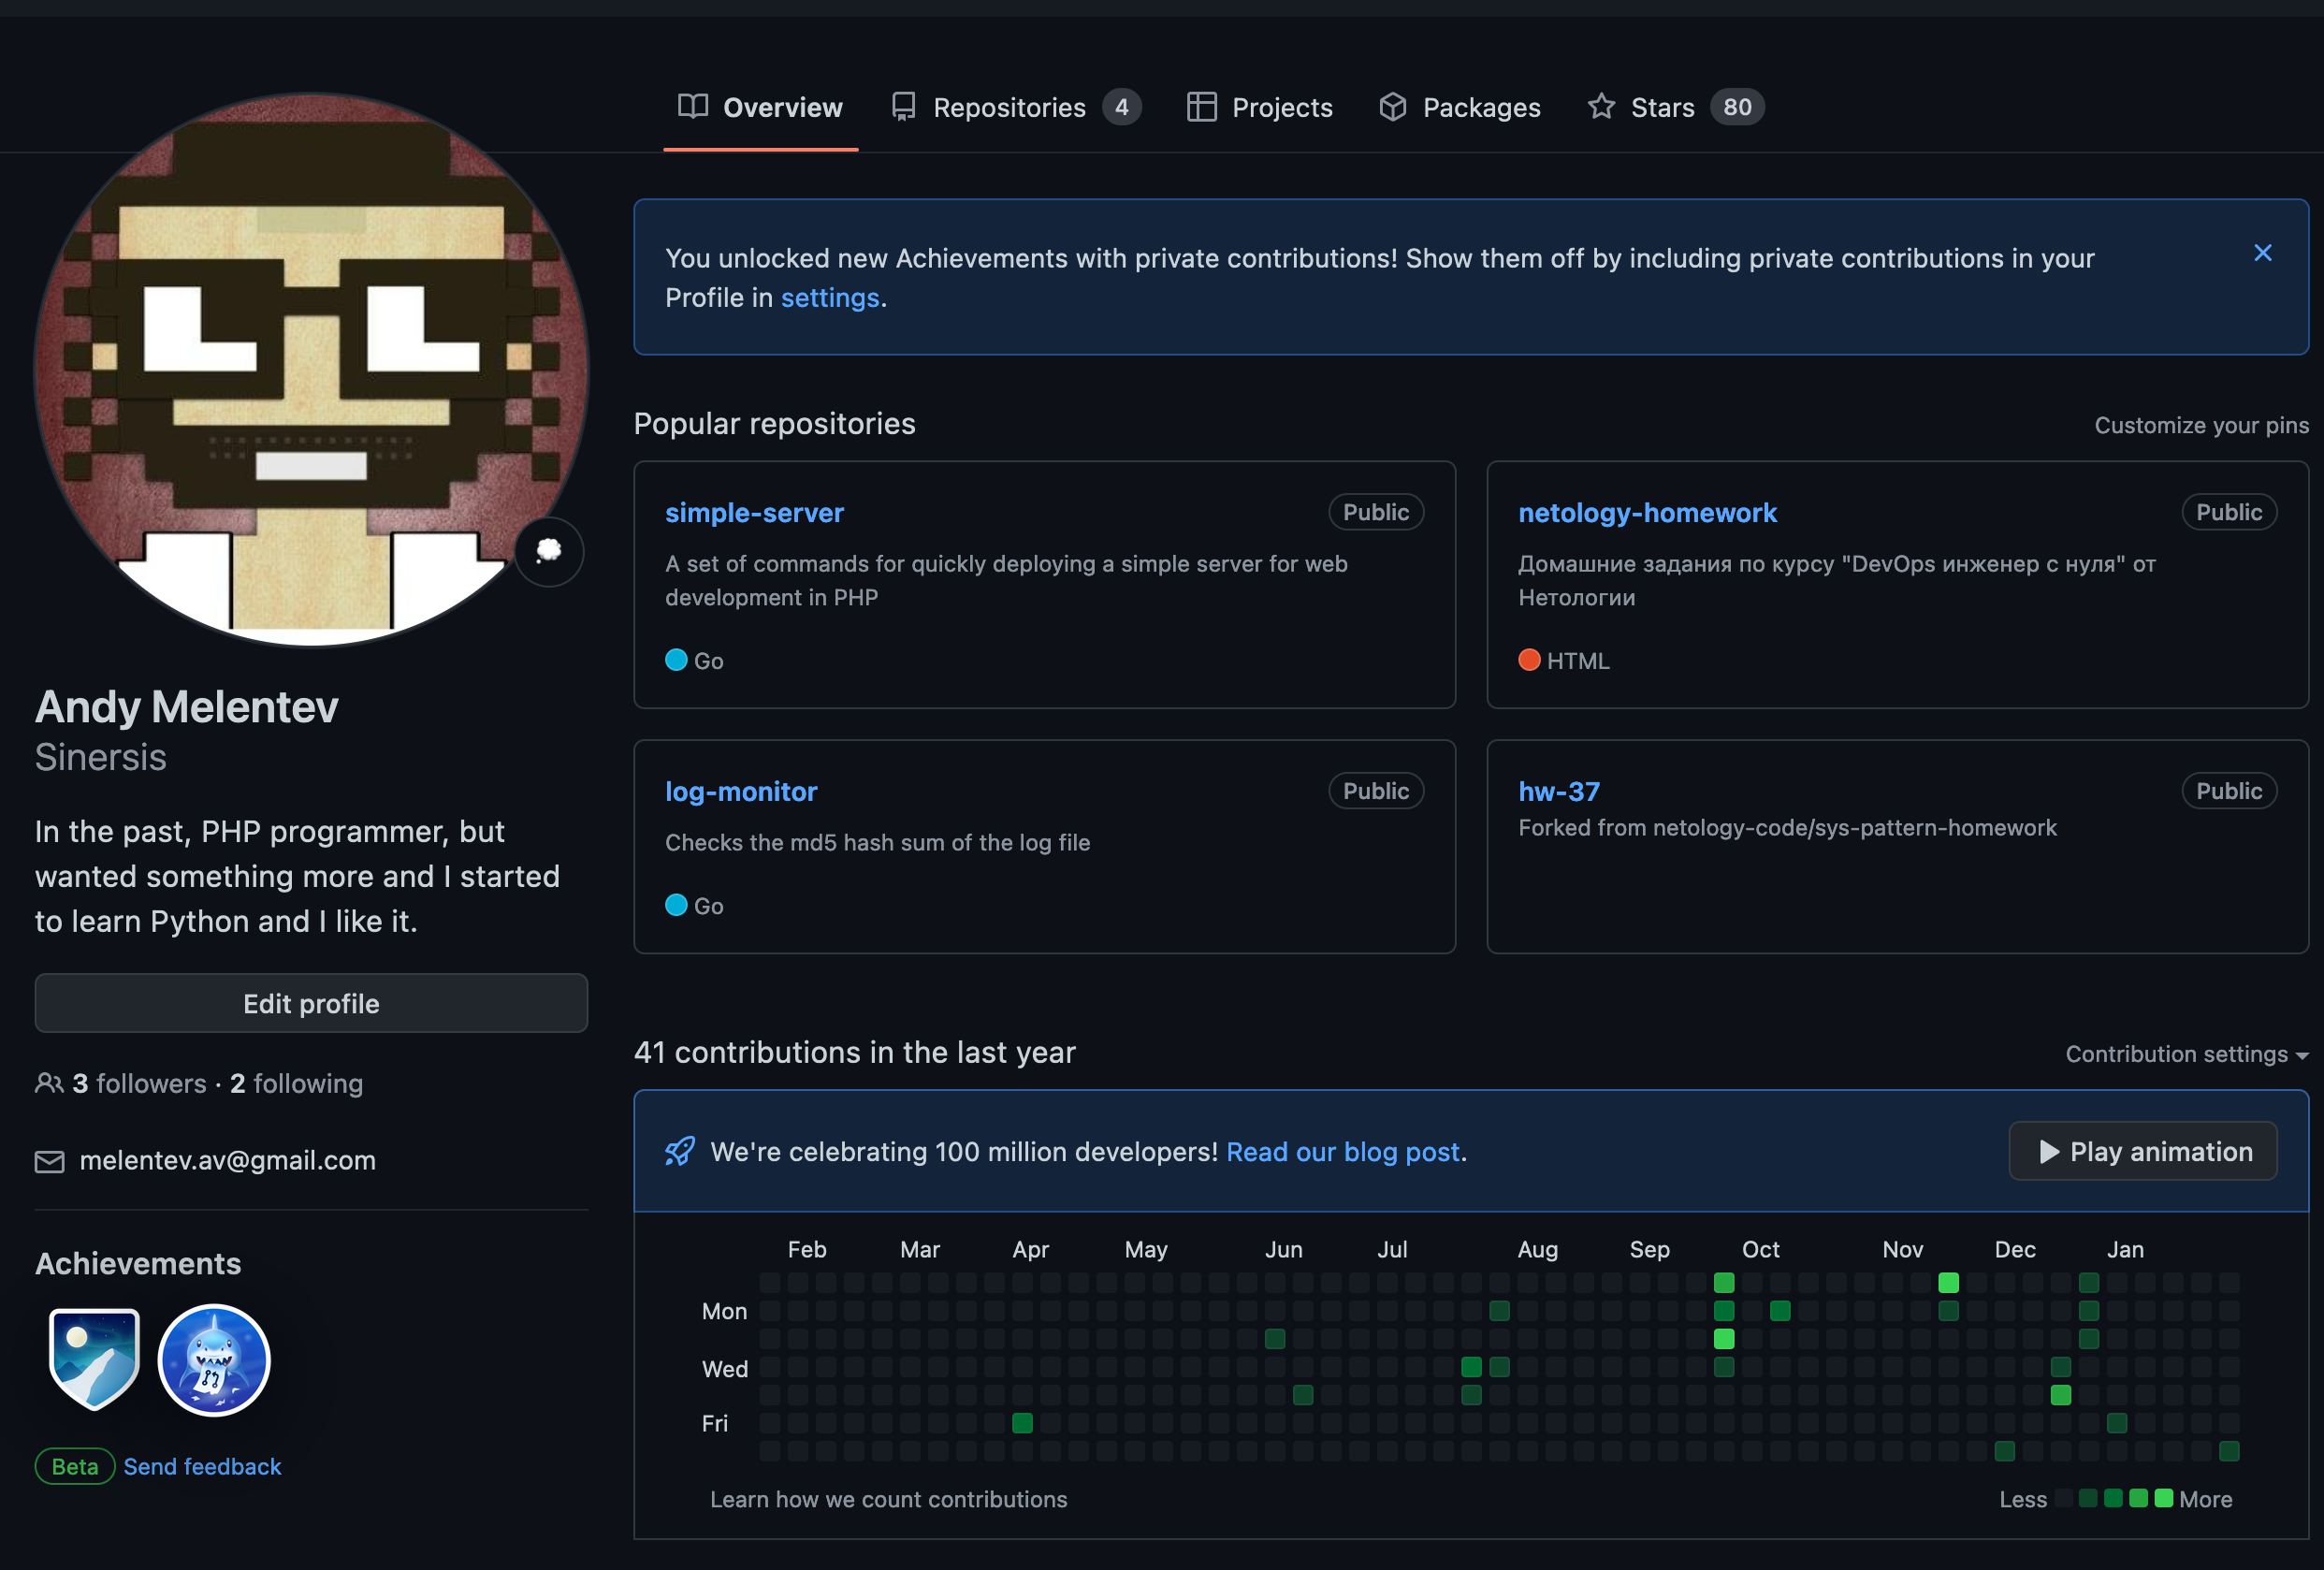 Overview Repositories 4 Projects Packages Stars 80
You unlocked new Achievements with private contributions! Show them off by including private contributions in your
Profile in settings.
Popular repositories
Customize your pins
simple-server Public
A set of commands for quickly deploying a simple server for web
development in PHP
Go
netology-homework Public
Домашние задания по курсу "DevOps инженер с нуля" от
Нетологии
HTML
log-monitor Public
Checks the md5 hash sum of the log file
Go
hw-37 Public
Forked from netology-code/sys-pattern-homework
Andy Melentev
Sinersis
In the past, PHP programmer, but
wanted something more and I started
to learn Python and I like it.
Edit profile
3 followers · 2 following
melentev.av@gmail.com
Achievements
Beta Send feedback
41 contributions in the last year
Contribution settings
We're celebrating 100 million developers! Read our blog post.
Play animation
Feb Mar Apr May Jun Jul Aug Sep Oct Nov Dec Jan
Mon
Wed
Fri
Learn how we count contributions
Less More